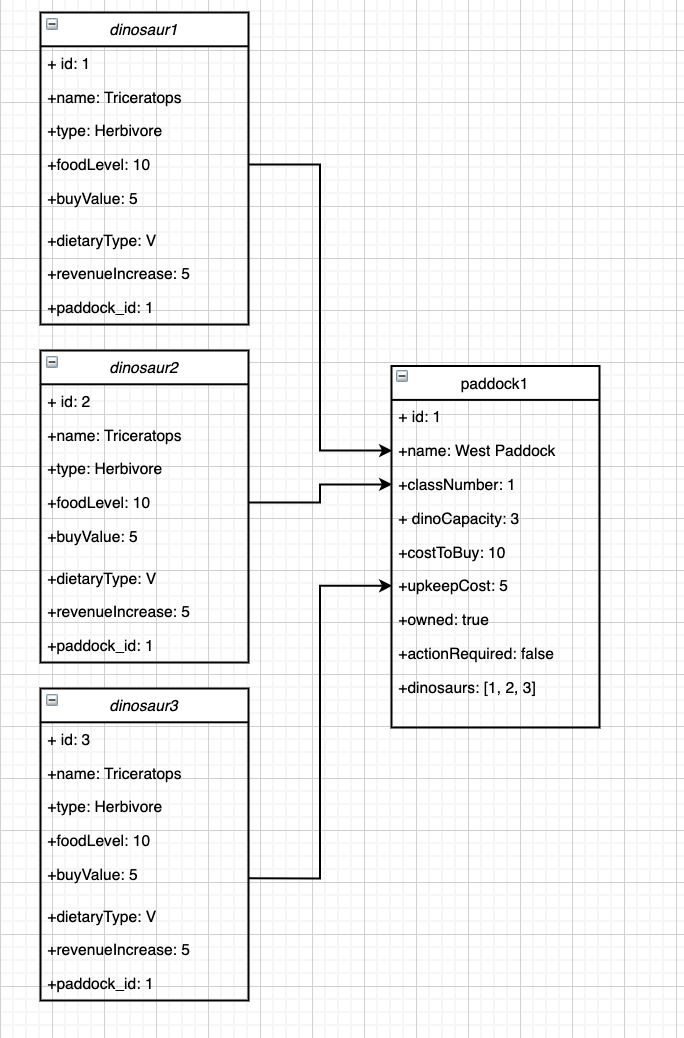 dinosaur1
+ id: 1
+name: Triceratops
+type: Herbivore
+foodLevel: 10
+buyValue: 5
+dietaryType: V
+revenueIncrease: 5
+paddock_id: 1
dinosaur2
+ id: 2
+name: Triceratops
+type: Herbivore
+foodLevel: 10
+buyValue: 5
+dietaryType: V
+revenueIncrease: 5
+paddock_id: 1
dinosaur3
+ id: 3
+name: Triceratops
+type: Herbivore
+foodLevel: 10
+buyValue: 5
+dietaryType: V
+revenueIncrease: 5
+paddock_id: 1
paddock1
+ id: 1
+name: West Paddock
+classNumber: 1
+ dinoCapacity: 3
+costToBuy: 10
+upkeepCost: 5
+owned: true
+actionRequired: false
+dinosaurs: [1, 2, 3]